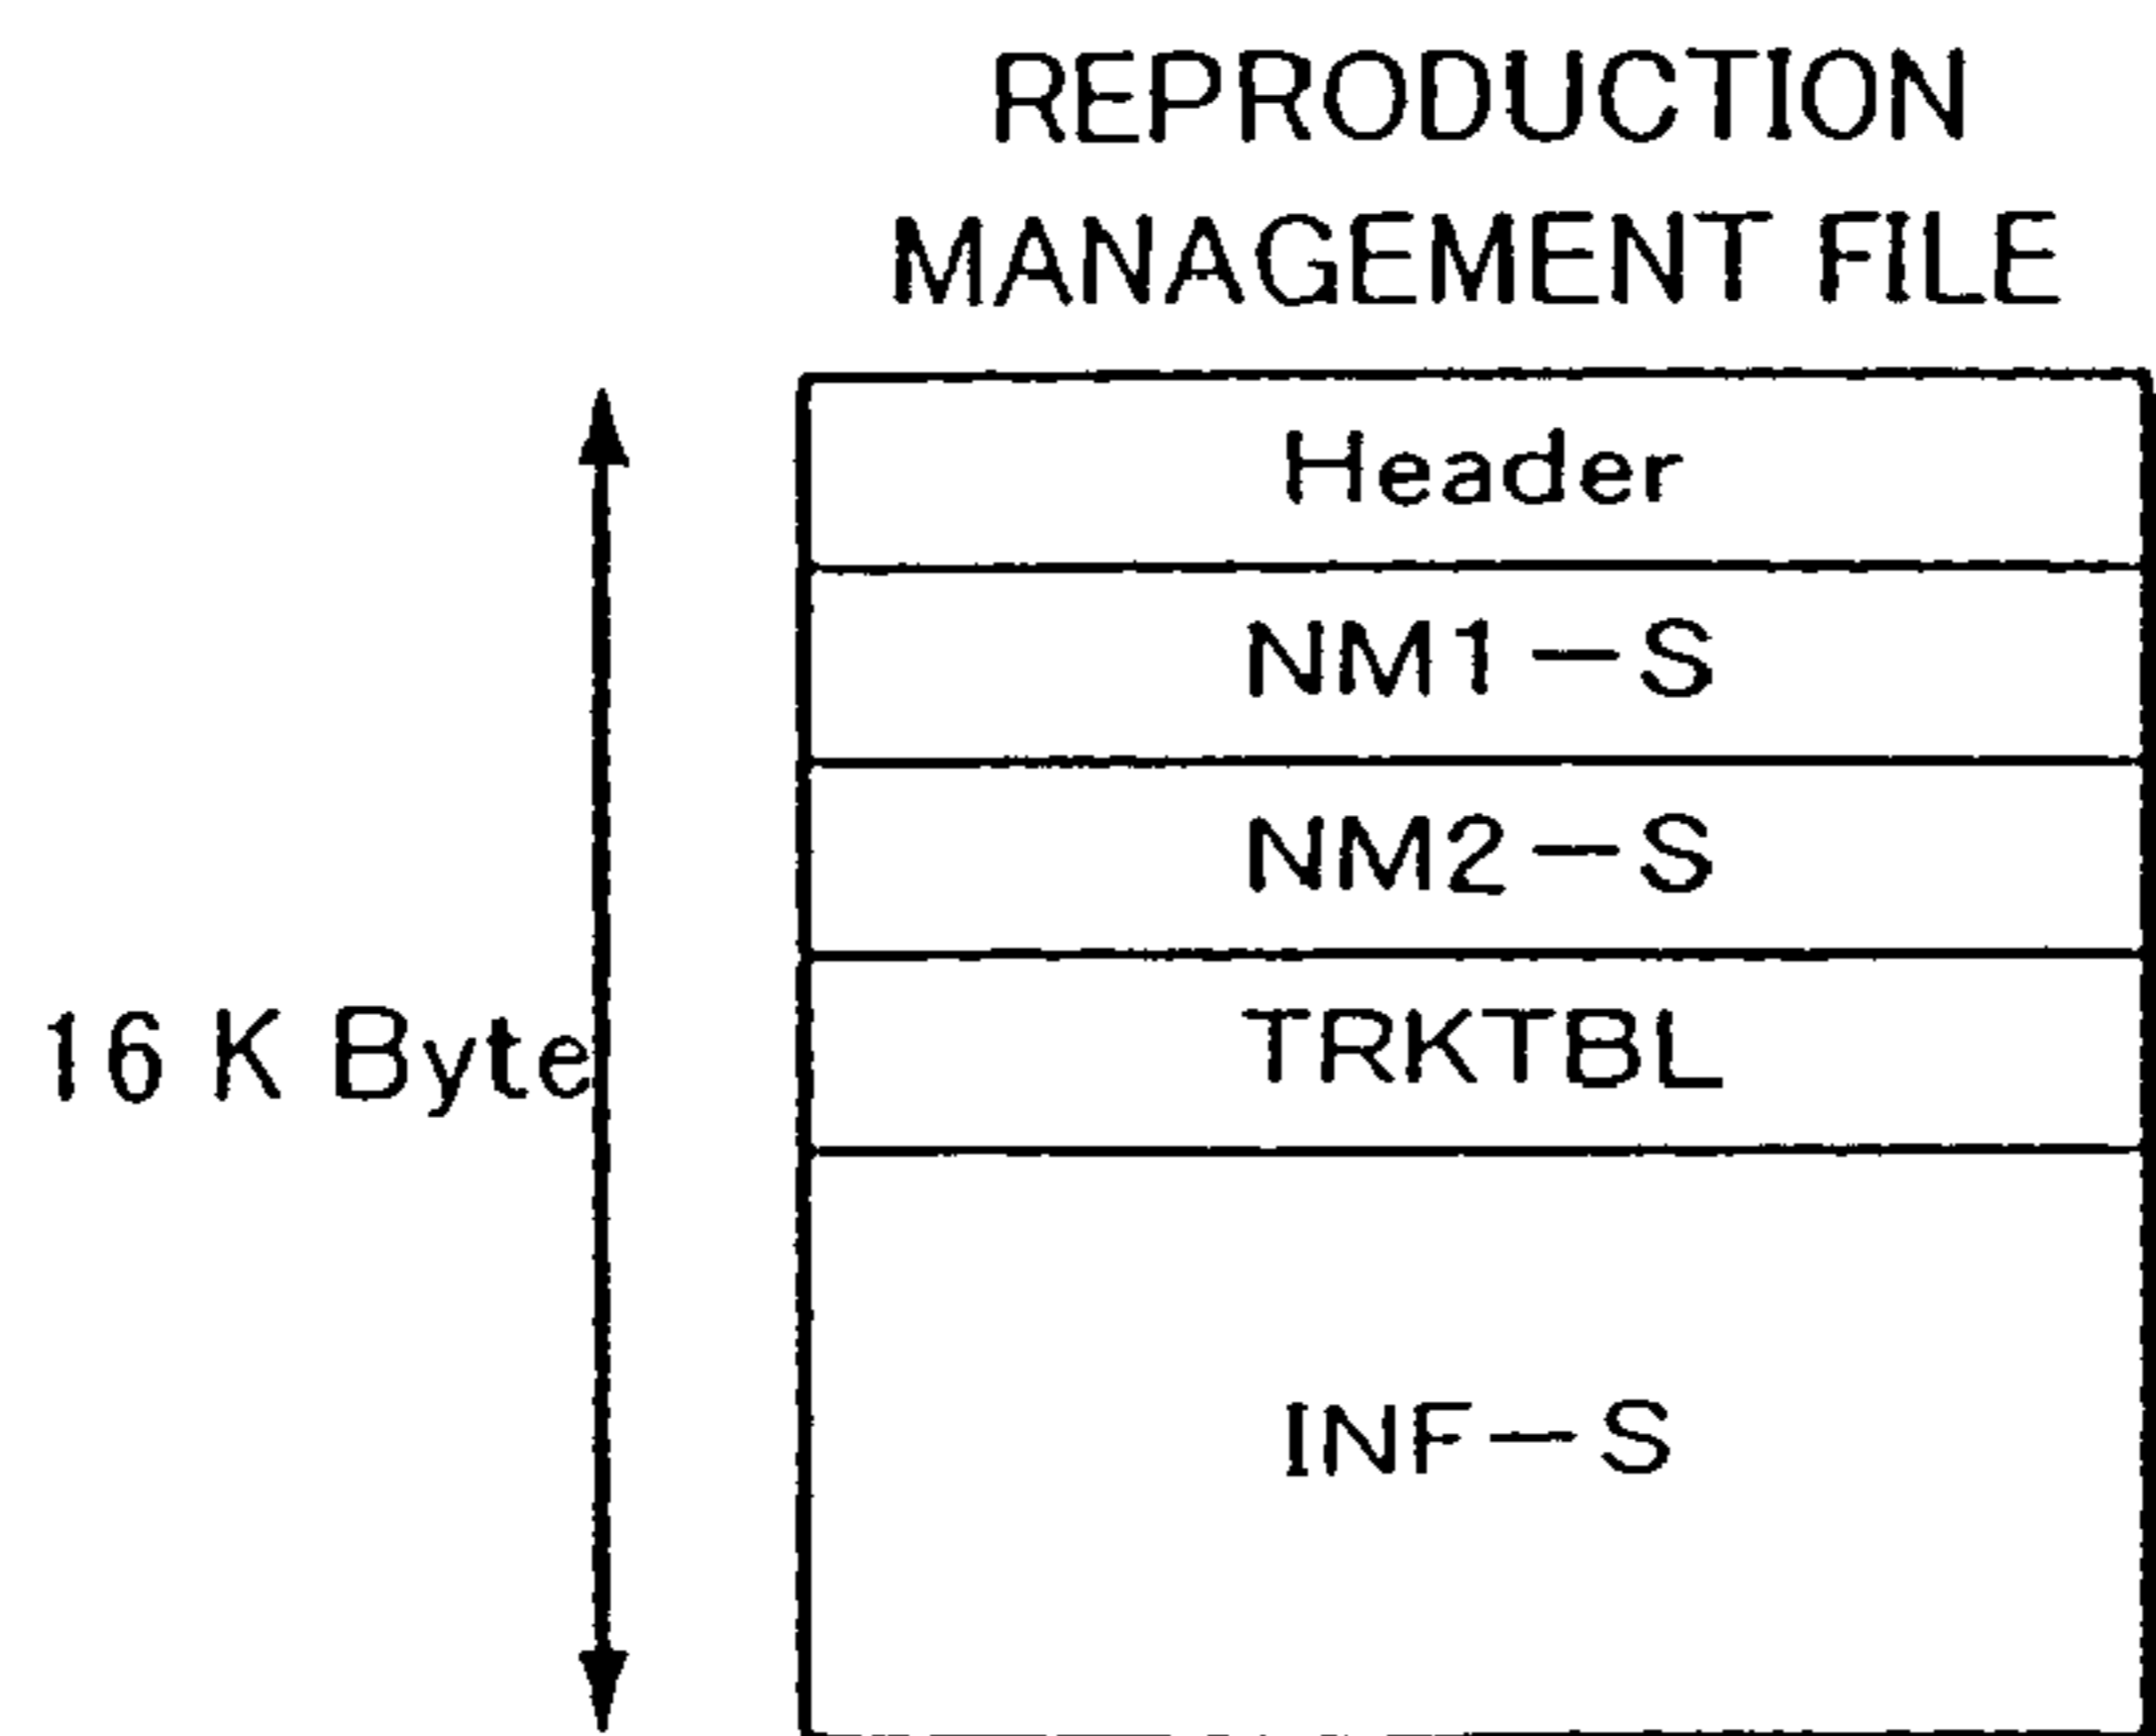 REPRODUCTION
MANAGEMENT FILE
Header
NM1-S
NM2-S
16 K Byte
TRKTBL
INF-S